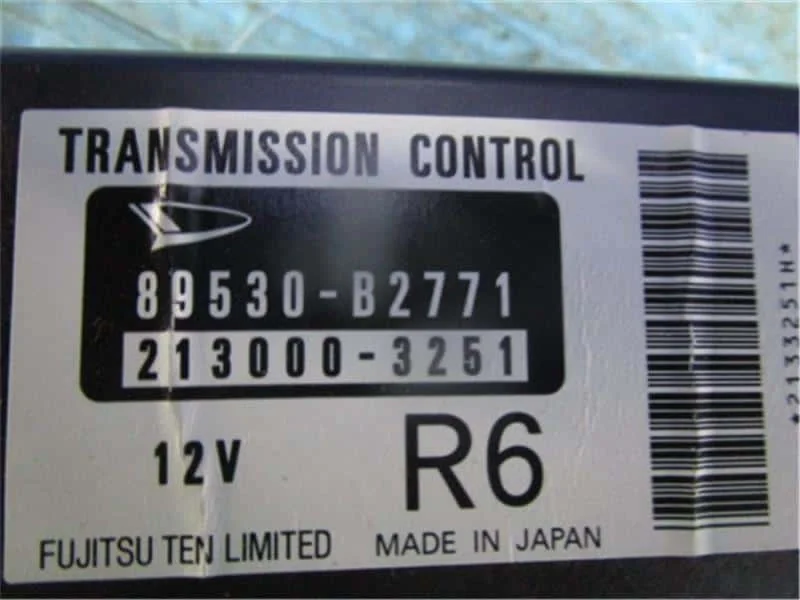 TRANSMISSION CONTROL
89530-B2771
213000-3251
12V
R6
FUJITSU TEN LIMITED
MADE IN JAPAN
*2133251H*